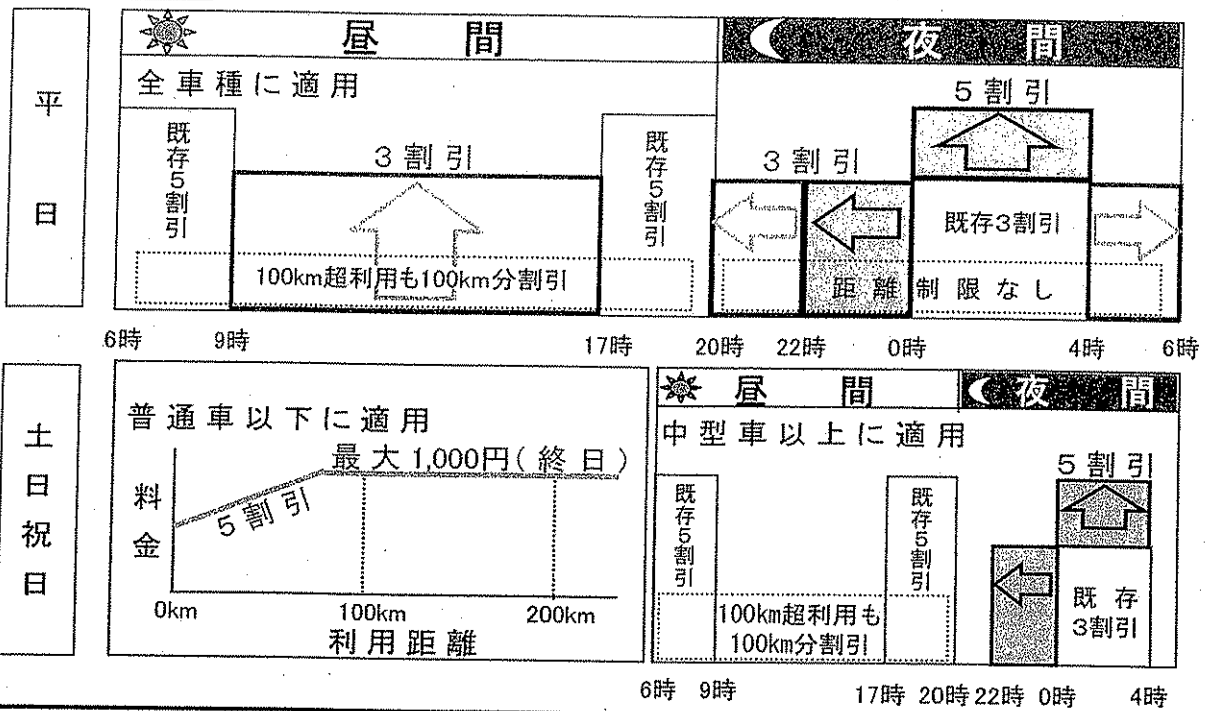 平日
昼間
夜間
全車種に適用
5割引
既存5割引
3割引
既存5割引
3割引
既存3割引
100km超利用も100km分割引
距離制限なし
6時 9時 17時 20時 22時 0時 4時 6時
土日祝日
普通車以下に適用
最大1,000円(終日)
5割引
料金
0km 100km 200km
利用距離
昼間
夜間
中型車以上に適用
5割引
既存5割引
既存5割引
既存
3割引
100km超利用も
100km分割引
6時 9時 17時 20時 22時 0時 4時